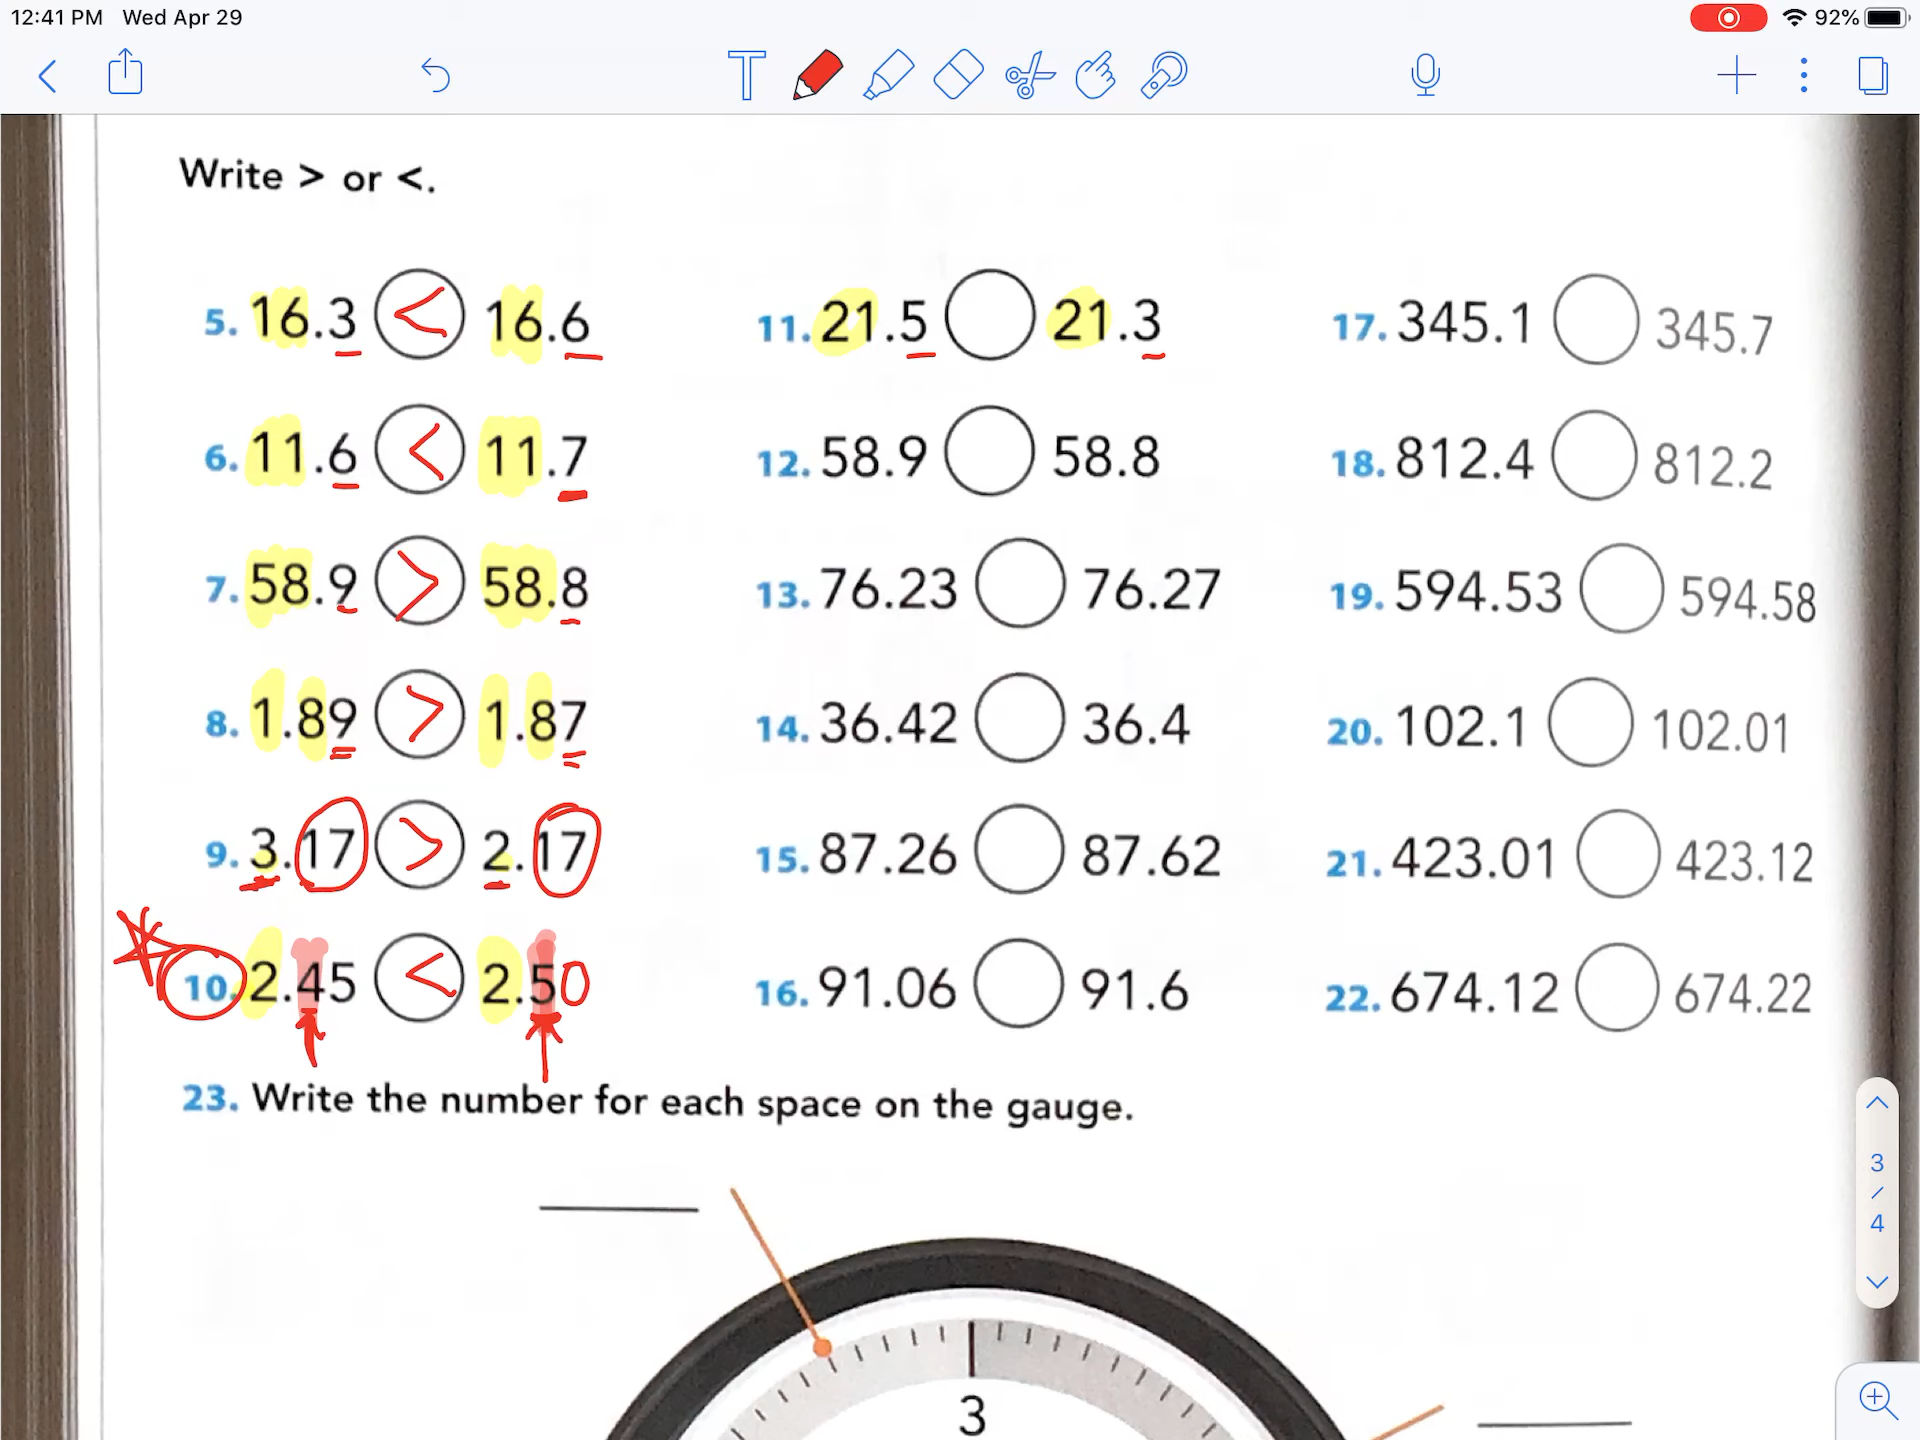 12:41 PM Wed Apr 29 92%
T
Write > or <.
5. 16.3 < 16.6 11. 21.5 21.3 17. 345.1 345.7
6. 11.6 < 11.7 12. 58.9 58.8 18. 812.4 812.2
7. 58.9 > 58.8 13. 76.23 76.27 19. 594.53 594.58
8. 1.89 > 1.87 14. 36.42 36.4 20. 102.1 102.01
9. 3.17 > 2.17 15. 87.26 87.62 21. 423.01 423.12
10. 2.45 < 2.50 16. 91.06 91.6 22. 674.12 674.22
23. Write the number for each space on the gauge.
3
/
4
3